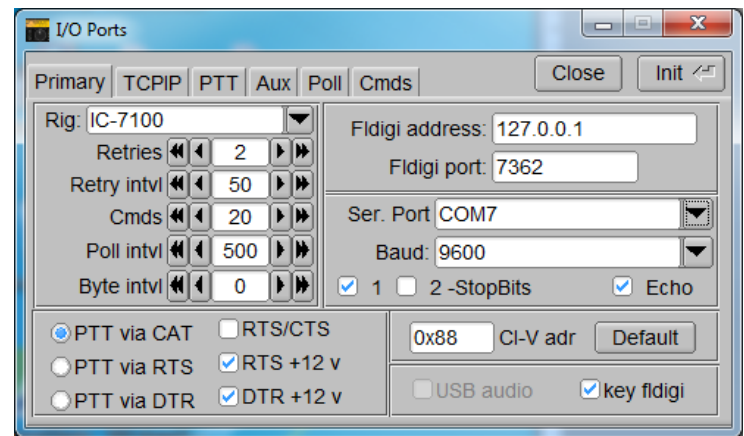 I/O Ports
Primary TCPIP PTT Aux Poll Cmds Close Init
Rig: IC-7100
Retries 2
Retry intvl 50
Cmds 20
Poll intvl 500
Byte intvl 0
Fldigi address: 127.0.0.1
Fldigi port: 7362
Ser. Port COM7
Baud: 9600
1 2 -StopBits Echo
PTT via CAT RTS/CTS
PTT via RTS RTS +12 v
PTT via DTR DTR +12 v
0x88 CI-V adr Default
USB audio key fldigi